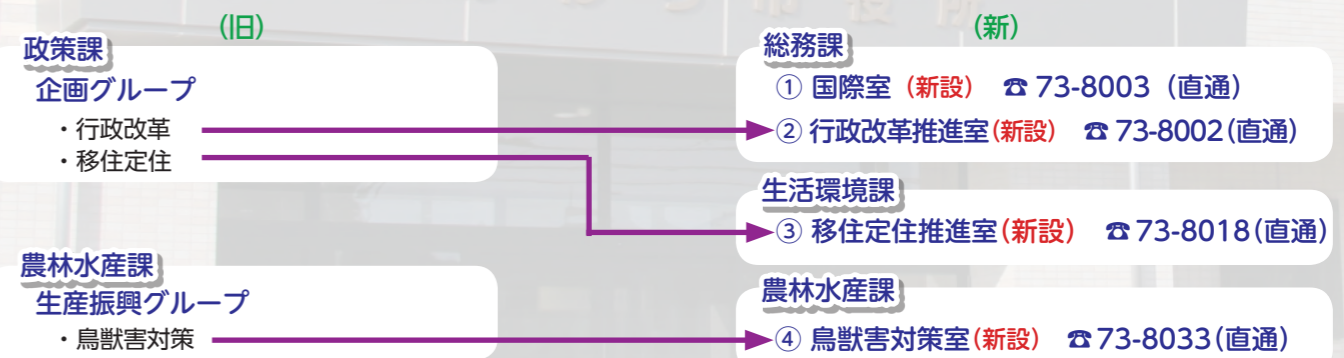 (旧)
政策課
企画グループ
・行政改革
・移住定住
農林水産課
生産振興グループ
・鳥獣害対策
(新)
総務課
① 国際室(新設) ☎ 73-8003(直通)
② 行政改革推進室(新設) ☎ 73-8002(直通)
生活環境課
③ 移住定住推進室(新設) ☎ 73-8018(直通)
農林水産課
④ 鳥獣害対策室(新設) ☎ 73-8033(直通)